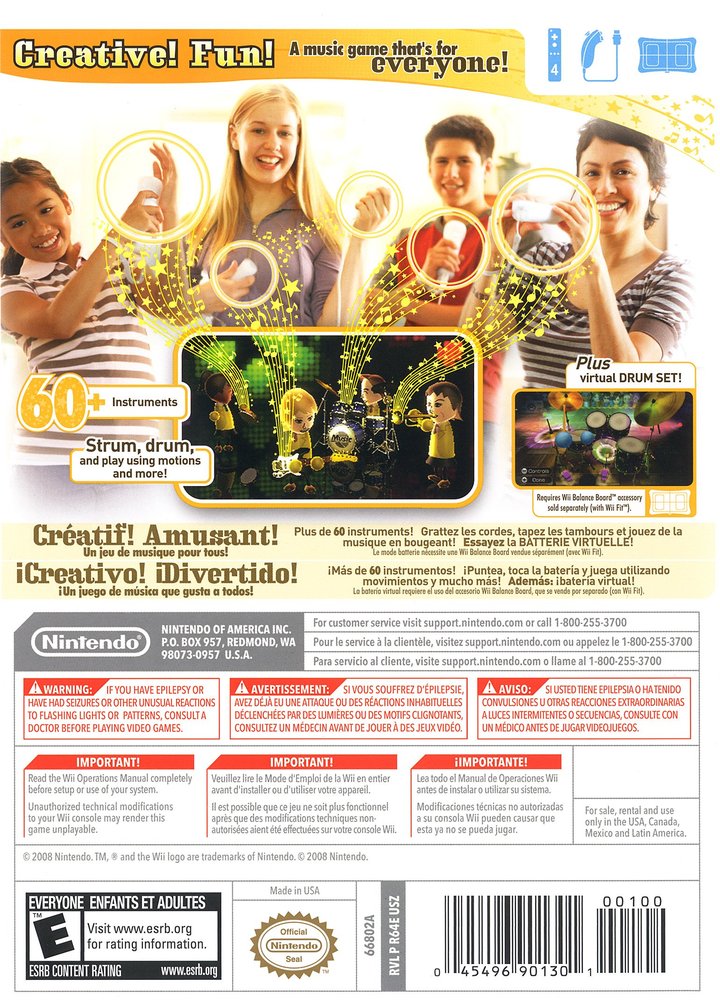 Creative! Fun! A music game that's for everyone!
4
60+ Instruments
Strum, drum,
and play using motions
and more!
Music
Plus
virtual DRUM SET!
Controls
Done
Requires Wii Balance Board™ accessory
sold separately (with Wii Fit™).
Créatif! Amusant!
Un jeu de musique pour tous!
Plus de 60 instruments! Grattez les cordes, tapez les tambours et jouez de la
musique en bougeant! Essayez la BATTERIE VIRTUELLE!
Le mode batterie nécessite une Wii Balance Board vendue séparément (avec Wii Fit).
¡Creativo! ¡Divertido!
¡Un juego de música que gusta a todos!
¡Más de 60 instrumentos! ¡Puntea, toca la batería y juega utilizando
movimientos y mucho más! Además: ¡batería virtual!
La batería virtual requiere el uso del accesorio Wii Balance Board, que se vende por separado (con Wii Fit).
Nintendo®
NINTENDO OF AMERICA INC.
P.O. BOX 957, REDMOND, WA
98073-0957 U.S.A.
For customer service visit support.nintendo.com or call 1-800-255-3700
Pour le service à la clientèle, visitez support.nintendo.com ou appelez le 1-800-255-3700
Para servicio al cliente, visite support.nintendo.com o llame al 1-800-255-3700
WARNING: IF YOU HAVE EPILEPSY OR
HAVE HAD SEIZURES OR OTHER UNUSUAL REACTIONS
TO FLASHING LIGHTS OR PATTERNS, CONSULT A
DOCTOR BEFORE PLAYING VIDEO GAMES.
AVERTISSEMENT: SI VOUS SOUFFREZ D'ÉPILEPSIE,
AVEZ DÉJÀ EU UNE ATTAQUE OU DES RÉACTIONS INHABITUELLES
DÉCLENCHÉES PAR DES LUMIÈRES OU DES MOTIFS CLIGNOTANTS,
CONSULTEZ UN MÉDECIN AVANT DE JOUER À DES JEUX VIDÉO.
AVISO: SI USTED TIENE EPILEPSIA O HA TENIDO
CONVULSIONES U OTRAS REACCIONES EXTRAORDINARIAS
A LUCES INTERMITENTES O SECUENCIAS, CONSULTE CON
UN MÉDICO ANTES DE JUGAR VIDEOJUEGOS.
IMPORTANT!
Read the Wii Operations Manual completely
before setup or use of your system.
Unauthorized technical modifications
to your Wii console may render this
game unplayable.
IMPORTANT!
Veuillez lire le Mode d'Emploi de la Wii en entier
avant d'installer ou d'utiliser votre appareil.
Il est possible que ce jeu ne soit plus fonctionnel
après que des modifications techniques non-
autorisées aient été effectuées sur votre console Wii.
¡IMPORTANTE!
Lea todo el Manual de Operaciones Wii
antes de instalar o utilizar su sistema.
Modificaciones técnicas no autorizadas
a su consola Wii pueden causar que
esta ya no se pueda jugar.
For sale, rental and use
only in the USA, Canada,
Mexico and Latin America.
© 2008 Nintendo. TM, ® and the Wii logo are trademarks of Nintendo. © 2008 Nintendo.
EVERYONE ENFANTS ET ADULTES
™
E
Visit www.esrb.org
for rating information.
ESRB CONTENT RATING www.esrb.org
Made in USA
Official
Nintendo
Seal
66802A
RVL P R64E USZ
00100
0 45496 90130 1